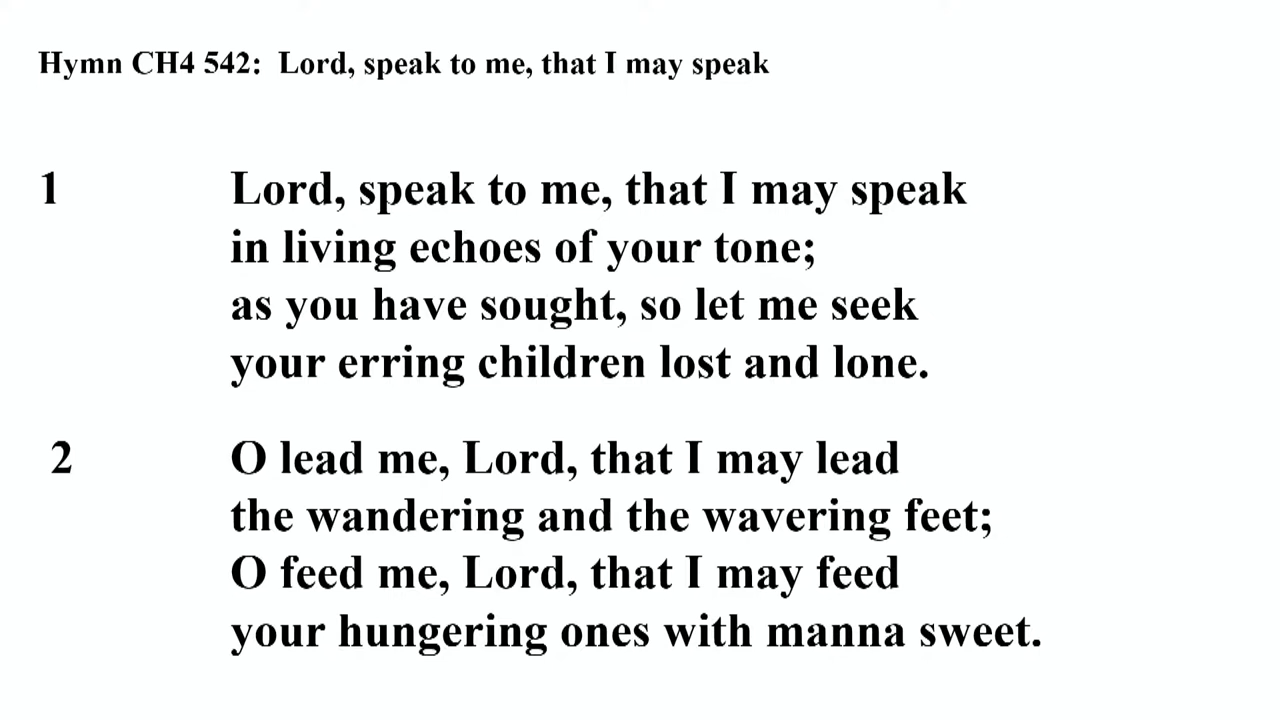 Hymn CH4 542: Lord, speak to me, that I may speak
1 Lord, speak to me, that I may speak
in living echoes of your tone;
as you have sought, so let me seek
your erring children lost and lone.
2 O lead me, Lord, that I may lead
the wandering and the wavering feet;
O feed me, Lord, that I may feed
your hungering ones with manna sweet.